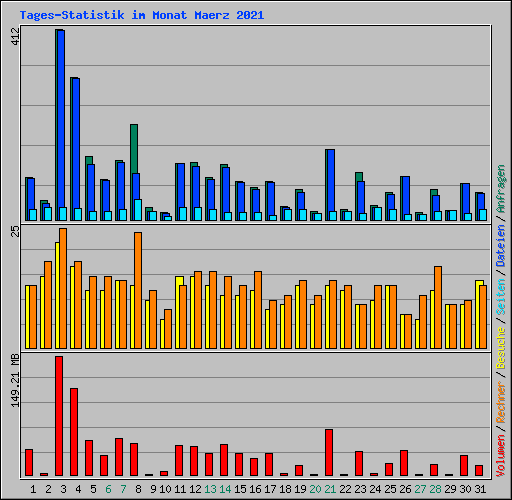 Tages-Statistik im Monat Maerz 2021
412
25
149.21 MB
Volumen / Rechner / Besuche / Seiten / Dateien / Anfragen
1 2 3 4 5 6 7 8 9 10 11 12 13 14 15 16 17 18 19 20 21 22 23 24 25 26 27 28 29 30 31